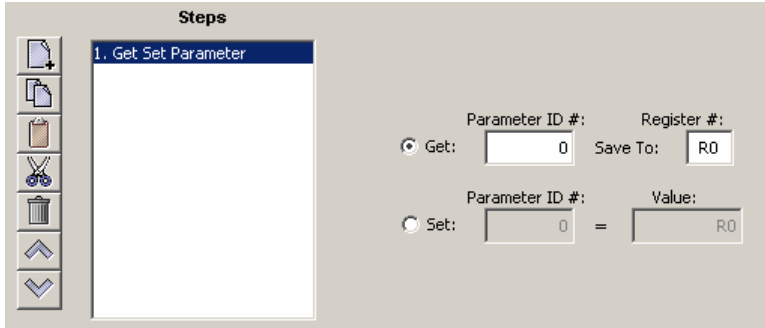 Steps
1. Get Set Parameter
Parameter ID #: Register #:
Get: 0 Save To: R0
Parameter ID #: Value:
Set: 0 = R0